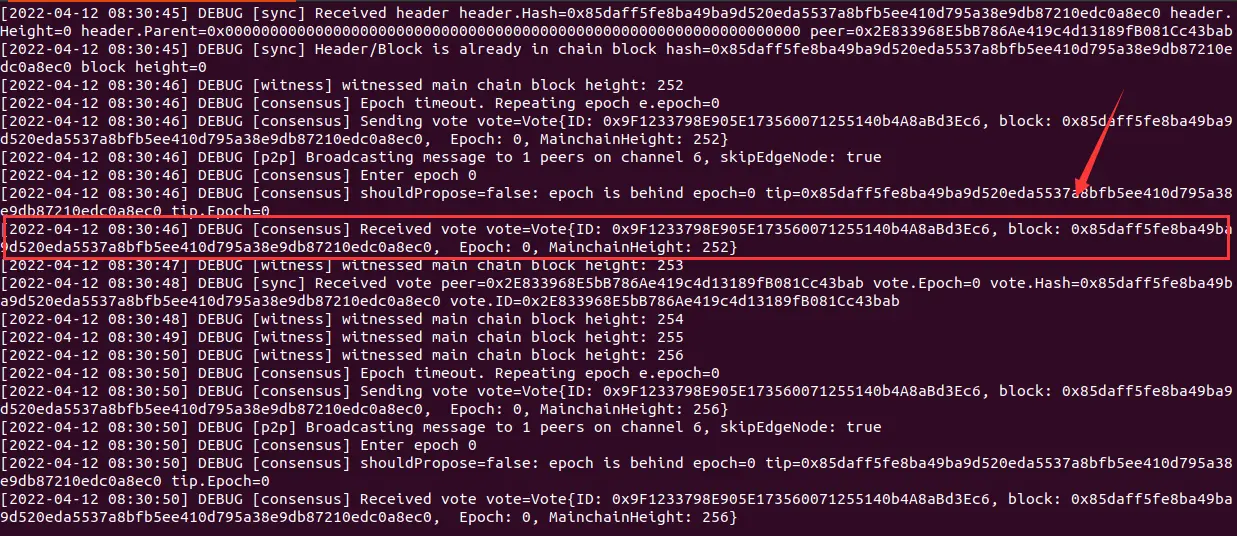 [2022-04-12 08:30:45] DEBUG [sync] Received header header.Hash=0x85daff5fe8ba49ba9d520eda5537a8bfb5ee410d795a38e9db87210edc0a8ec0 header.
Height=0 header.Parent=0x0000000000000000000000000000000000000000000000000000000000000000 peer=0x2E833968E5bB786Ae419c4d13189fB081Cc43bab
[2022-04-12 08:30:45] DEBUG [sync] Header/Block is already in chain block hash=0x85daff5fe8ba49ba9d520eda5537a8bfb5ee410d795a38e9db87210e
dc0a8ec0 block height=0
[2022-04-12 08:30:46] DEBUG [witness] witnessed main chain block height: 252
[2022-04-12 08:30:46] DEBUG [consensus] Epoch timeout. Repeating epoch e.epoch=0
[2022-04-12 08:30:46] DEBUG [consensus] Sending vote vote=Vote{ID: 0x9F1233798E905E173560071255140b4A8aBd3Ec6, block: 0x85daff5fe8ba49ba9
d520eda5537a8bfb5ee410d795a38e9db87210edc0a8ec0,  Epoch: 0, MainchainHeight: 252}
[2022-04-12 08:30:46] DEBUG [p2p] Broadcasting message to 1 peers on channel 6, skipEdgeNode: true
[2022-04-12 08:30:46] DEBUG [consensus] Enter epoch 0
[2022-04-12 08:30:46] DEBUG [consensus] shouldPropose=false: epoch is behind epoch=0 tip=0x85daff5fe8ba49ba9d520eda5537a8bfb5ee410d795a38
e9db87210edc0a8ec0 tip.Epoch=0
[2022-04-12 08:30:46] DEBUG [consensus] Received vote vote=Vote{ID: 0x9F1233798E905E173560071255140b4A8aBd3Ec6, block: 0x85daff5fe8ba49ba
9d520eda5537a8bfb5ee410d795a38e9db87210edc0a8ec0,  Epoch: 0, MainchainHeight: 252}
[2022-04-12 08:30:47] DEBUG [witness] witnessed main chain block height: 253
[2022-04-12 08:30:48] DEBUG [sync] Received vote peer=0x2E833968E5bB786Ae419c4d13189fB081Cc43bab vote.Epoch=0 vote.Hash=0x85daff5fe8ba49b
a9d520eda5537a8bfb5ee410d795a38e9db87210edc0a8ec0 vote.ID=0x2E833968E5bB786Ae419c4d13189fB081Cc43bab
[2022-04-12 08:30:48] DEBUG [witness] witnessed main chain block height: 254
[2022-04-12 08:30:49] DEBUG [witness] witnessed main chain block height: 255
[2022-04-12 08:30:50] DEBUG [witness] witnessed main chain block height: 256
[2022-04-12 08:30:50] DEBUG [consensus] Epoch timeout. Repeating epoch e.epoch=0
[2022-04-12 08:30:50] DEBUG [consensus] Sending vote vote=Vote{ID: 0x9F1233798E905E173560071255140b4A8aBd3Ec6, block: 0x85daff5fe8ba49ba9
d520eda5537a8bfb5ee410d795a38e9db87210edc0a8ec0,  Epoch: 0, MainchainHeight: 256}
[2022-04-12 08:30:50] DEBUG [p2p] Broadcasting message to 1 peers on channel 6, skipEdgeNode: true
[2022-04-12 08:30:50] DEBUG [consensus] Enter epoch 0
[2022-04-12 08:30:50] DEBUG [consensus] shouldPropose=false: epoch is behind epoch=0 tip=0x85daff5fe8ba49ba9d520eda5537a8bfb5ee410d795a38
e9db87210edc0a8ec0 tip.Epoch=0
[2022-04-12 08:30:50] DEBUG [consensus] Received vote vote=Vote{ID: 0x9F1233798E905E173560071255140b4A8aBd3Ec6, block: 0x85daff5fe8ba49ba
9d520eda5537a8bfb5ee410d795a38e9db87210edc0a8ec0,  Epoch: 0, MainchainHeight: 256}